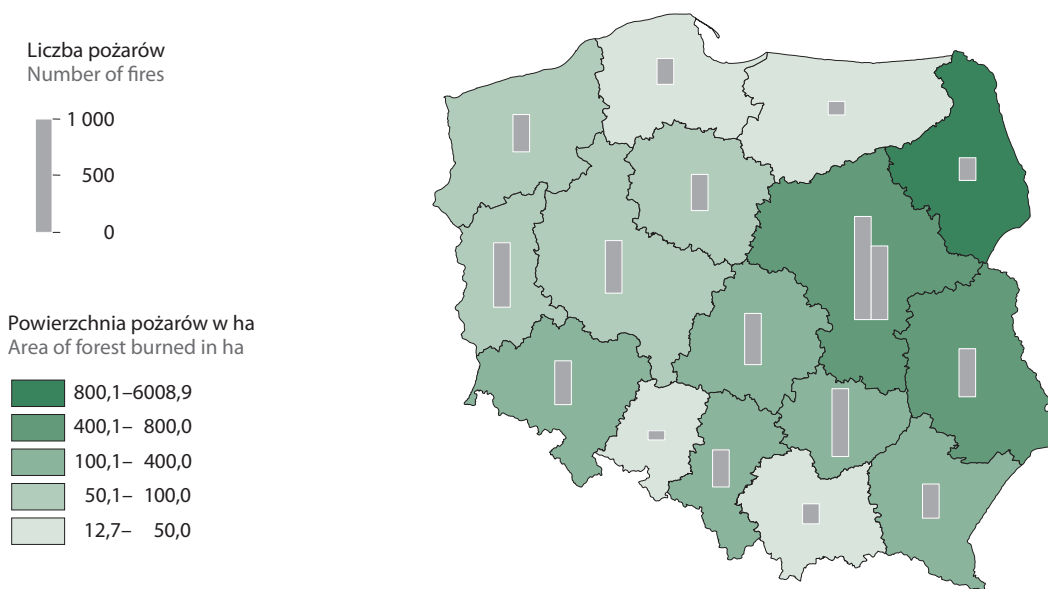 Liczba pożarów
Number of fires
1 000
500
0
Powierzchnia pożarów w ha
Area of forest burned in ha
800,1–6008,9
400,1– 800,0
100,1– 400,0
50,1– 100,0
12,7– 50,0